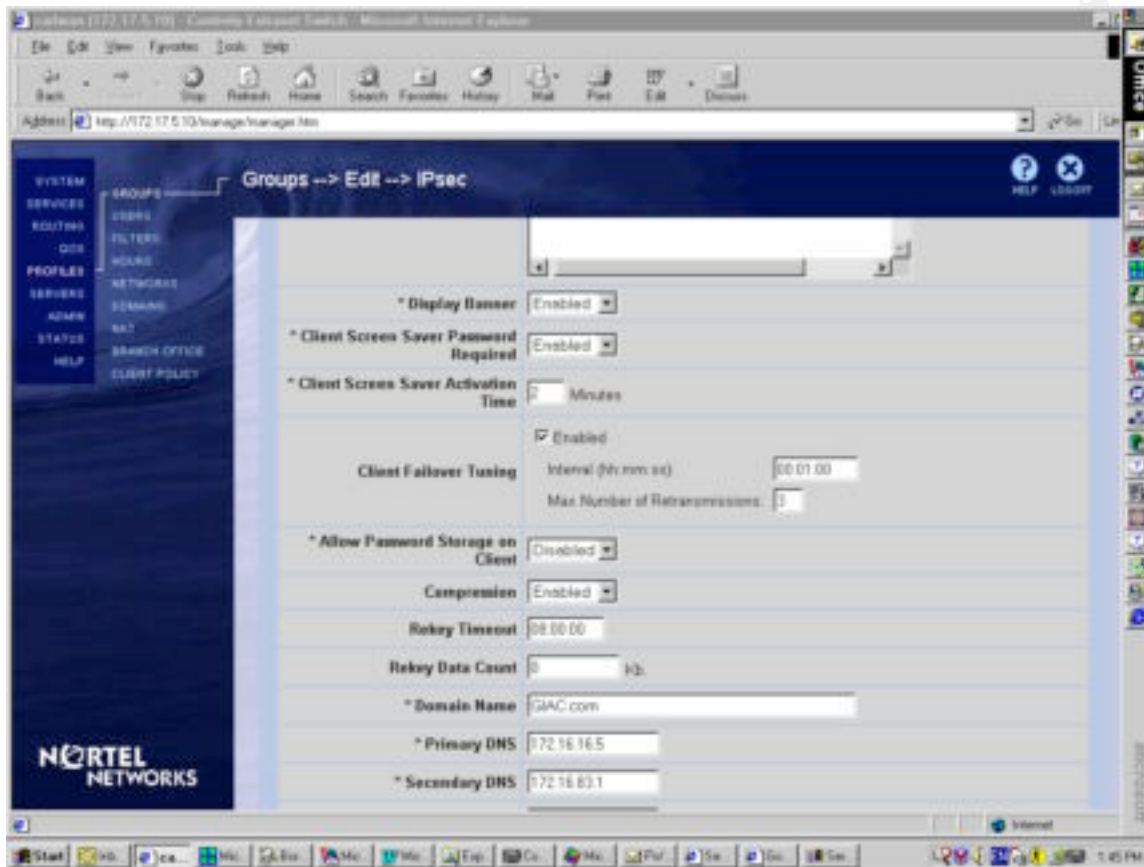 File Edit View Favorites Tools Help
Back Stop Refresh Home Search Favorites History Mail Print Edit Discuss
Address http://172.17.5.10/manage/manager.htm Go
Office
Groups --> Edit --> IPsec
HELP LOGOFF
SYSTEM
SERVICES
ROUTING
QOS
PROFILES
SERVERS
ADMIN
STATUS
HELP
GROUPS
USERS
FILTERS
HOURS
NETWORKS
DOMAINS
NAT
BRANCH OFFICE
CLIENT POLICY
* Display Banner Enabled
* Client Screen Saver Password Required Enabled
* Client Screen Saver Activation Time 2 Minutes
Enabled
Client Failover Tuning Interval (hh:mm:ss) 00:01:00
Max Number of Retransmissions 3
* Allow Password Storage on Client Disabled
Compression Enabled
Rekey Timeout 08:00:00
Rekey Data Count 0 kb.
* Domain Name GIAC.com
* Primary DNS 172.16.16.5
* Secondary DNS 172.16.83.1
NORTEL
NETWORKS
Internet
Start 1:45 PM